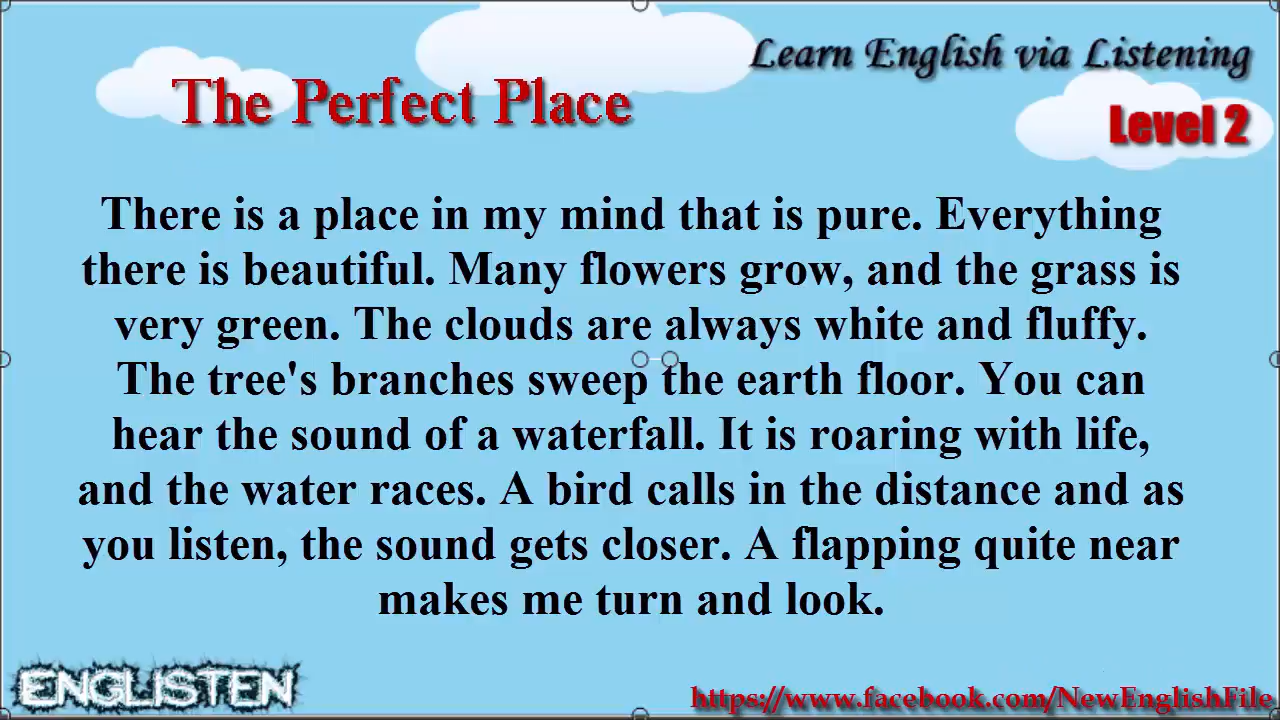 Learn English via Listening
The Perfect Place
Level 2
There is a place in my mind that is pure. Everything
there is beautiful. Many flowers grow, and the grass is
very green. The clouds are always white and fluffy.
The tree's branches sweep the earth floor. You can
hear the sound of a waterfall. It is roaring with life,
and the water races. A bird calls in the distance and as
you listen, the sound gets closer. A flapping quite near
makes me turn and look.
ENGLISTEN
https://www.facebook.com/NewEnglishFile